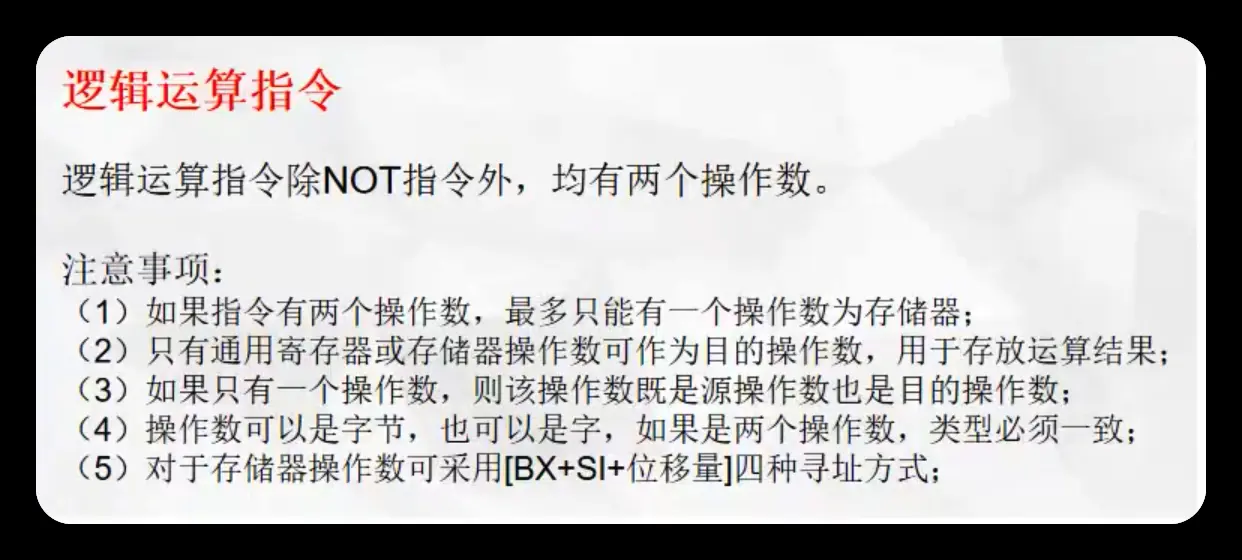 逻辑运算指令
逻辑运算指令除NOT指令外，均有两个操作数。
注意事项：
（1）如果指令有两个操作数，最多只能有一个操作数为存储器；
（2）只有通用寄存器或存储器操作数可作为目的操作数，用于存放运算结果；
（3）如果只有一个操作数，则该操作数既是源操作数也是目的操作数；
（4）操作数可以是字节，也可以是字，如果是两个操作数，类型必须一致；
（5）对于存储器操作数可采用[BX+SI+位移量]四种寻址方式；